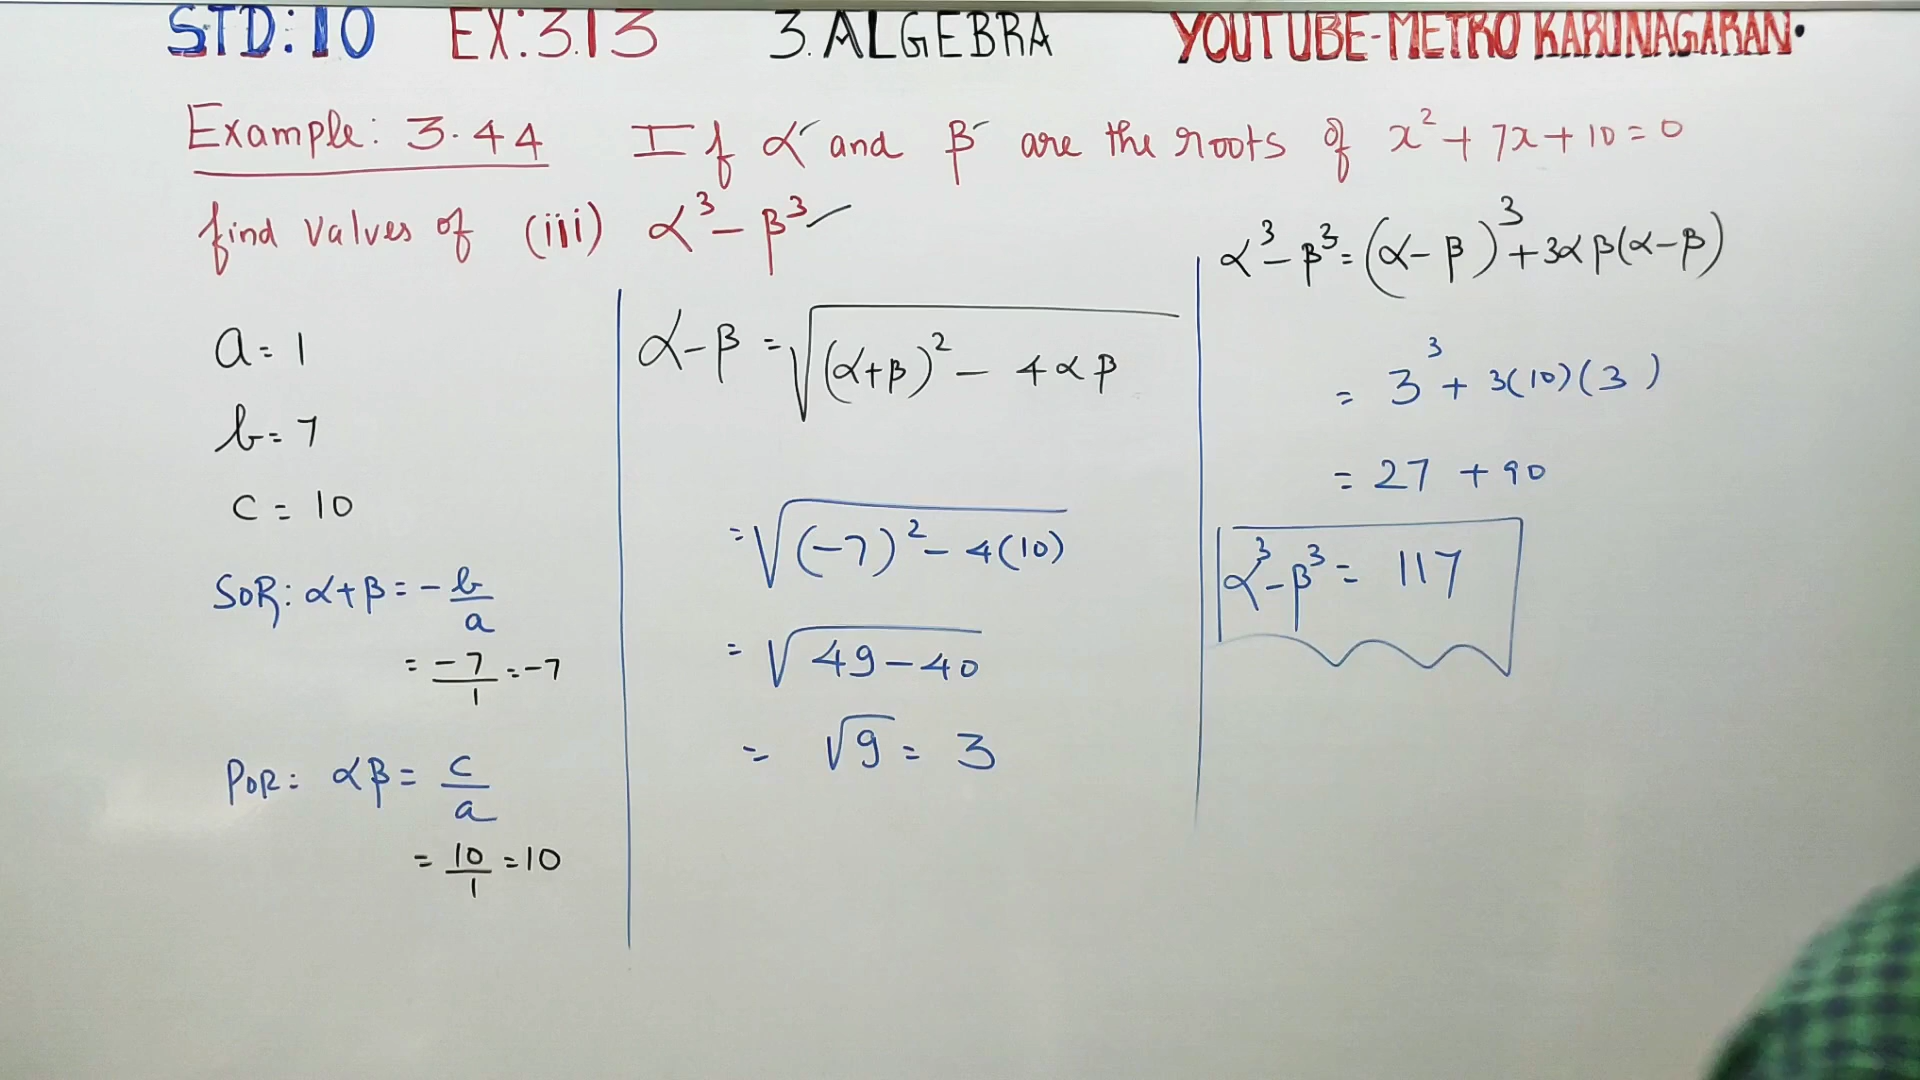 STD:10 EX:3.13 3.ALGEBRA YOUTUBE-METRO KARUNAGARAN.
Example: 3.44 If α and β are the roots of x² + 7x + 10 = 0
find values of (iii) α³ - β³
a = 1
b = 7
c = 10
SOR: α+β = -b/a
= -7/1 = -7
POR: αβ = c/a
= 10/1 = 10
α-β = √(α+β)² - 4αβ
= √(-7)² - 4(10)
= √49-40
= √9 = 3
α³ - β³ = (α-β)³ + 3αβ(α-β)
= 3³ + 3(10)(3)
= 27 + 90
α³-β³ = 117